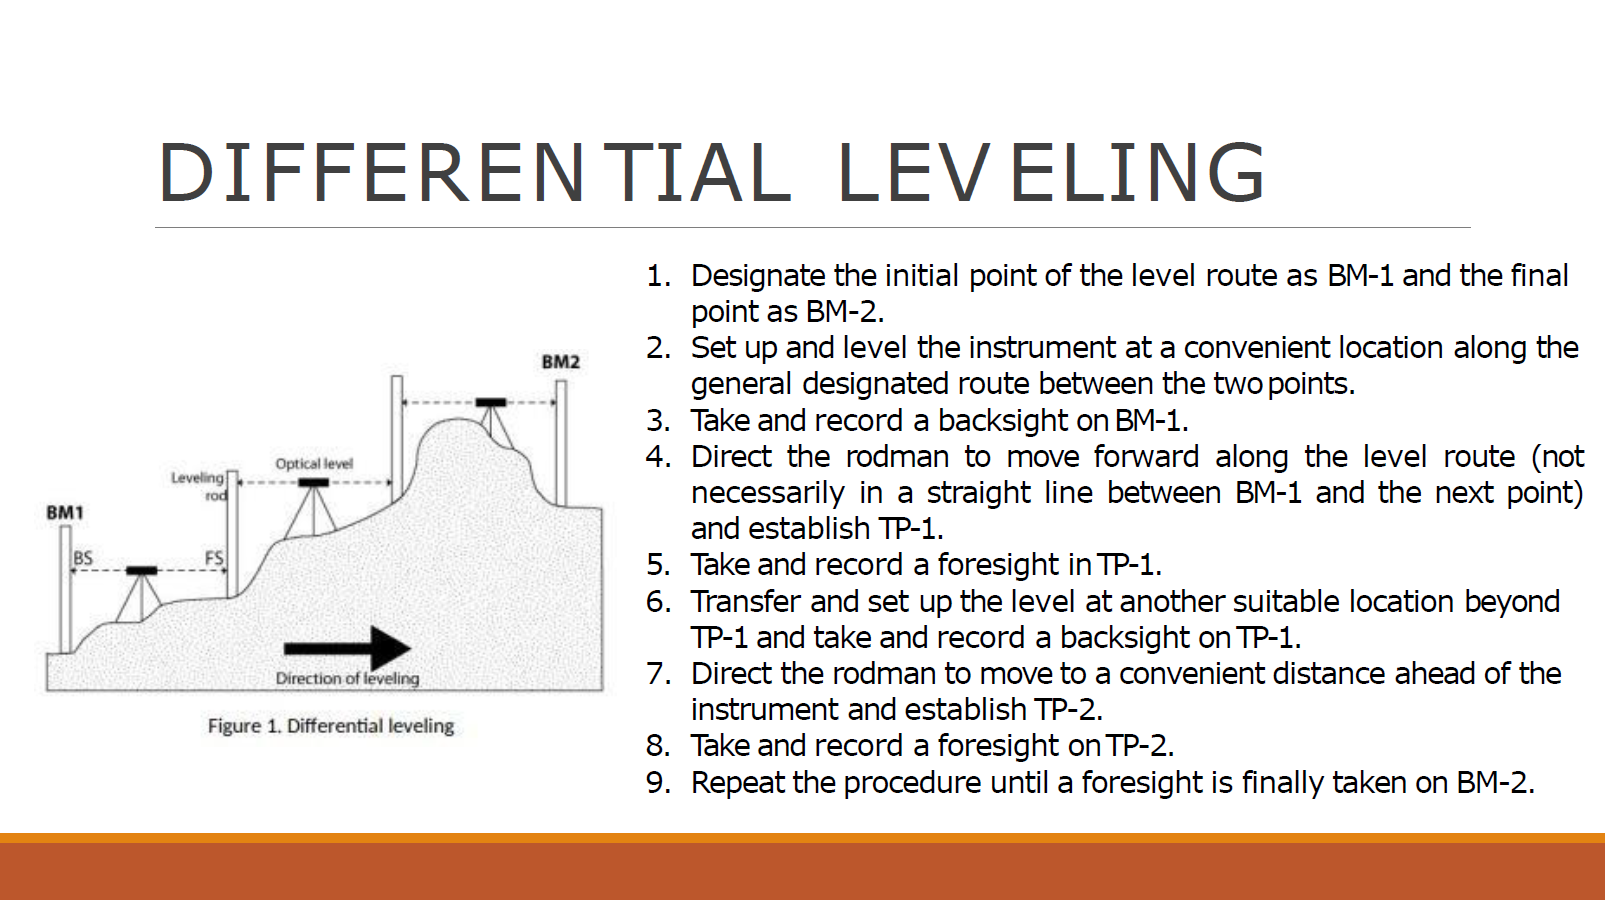 DIFFERENTIAL LEVELING
1. Designate the initial point of the level route as BM-1 and the final
point as BM-2.
2. Set up and level the instrument at a convenient location along the
general designated route between the two points.
3. Take and record a backsight on BM-1.
4. Direct the rodman to move forward along the level route (not
necessarily in a straight line between BM-1 and the next point)
and establish TP-1.
5. Take and record a foresight in TP-1.
6. Transfer and set up the level at another suitable location beyond
TP-1 and take and record a backsight on TP-1.
7. Direct the rodman to move to a convenient distance ahead of the
instrument and establish TP-2.
8. Take and record a foresight on TP-2.
9. Repeat the procedure until a foresight is finally taken on BM-2.
BM2
Optical level
Leveling
rod
BM1
BS
FS
Direction of leveling
Figure 1. Differential leveling